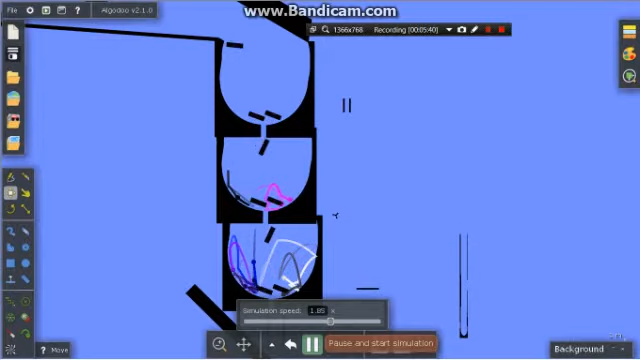 www.Bandicam.com
File
?
Algodoo v2.1.0
1366x768
Recording [00:05:40]
Simulation speed:
1.85
x
Pause and start simulation
? Move
Background